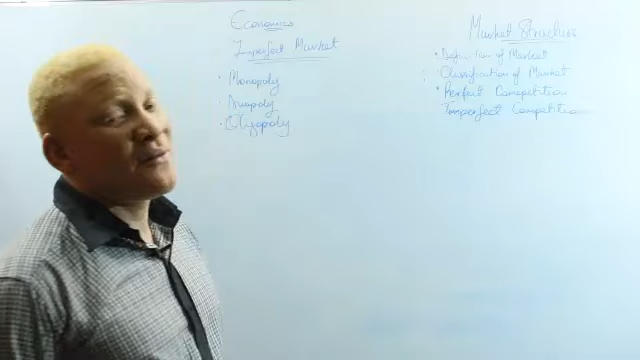 Economics
Imperfect Market
· Monopoly
· Duopoly
· Oligopoly
Market Structure
· Definition of Market
· Classification of Market
· Perfect Competition
· Imperfect Competition